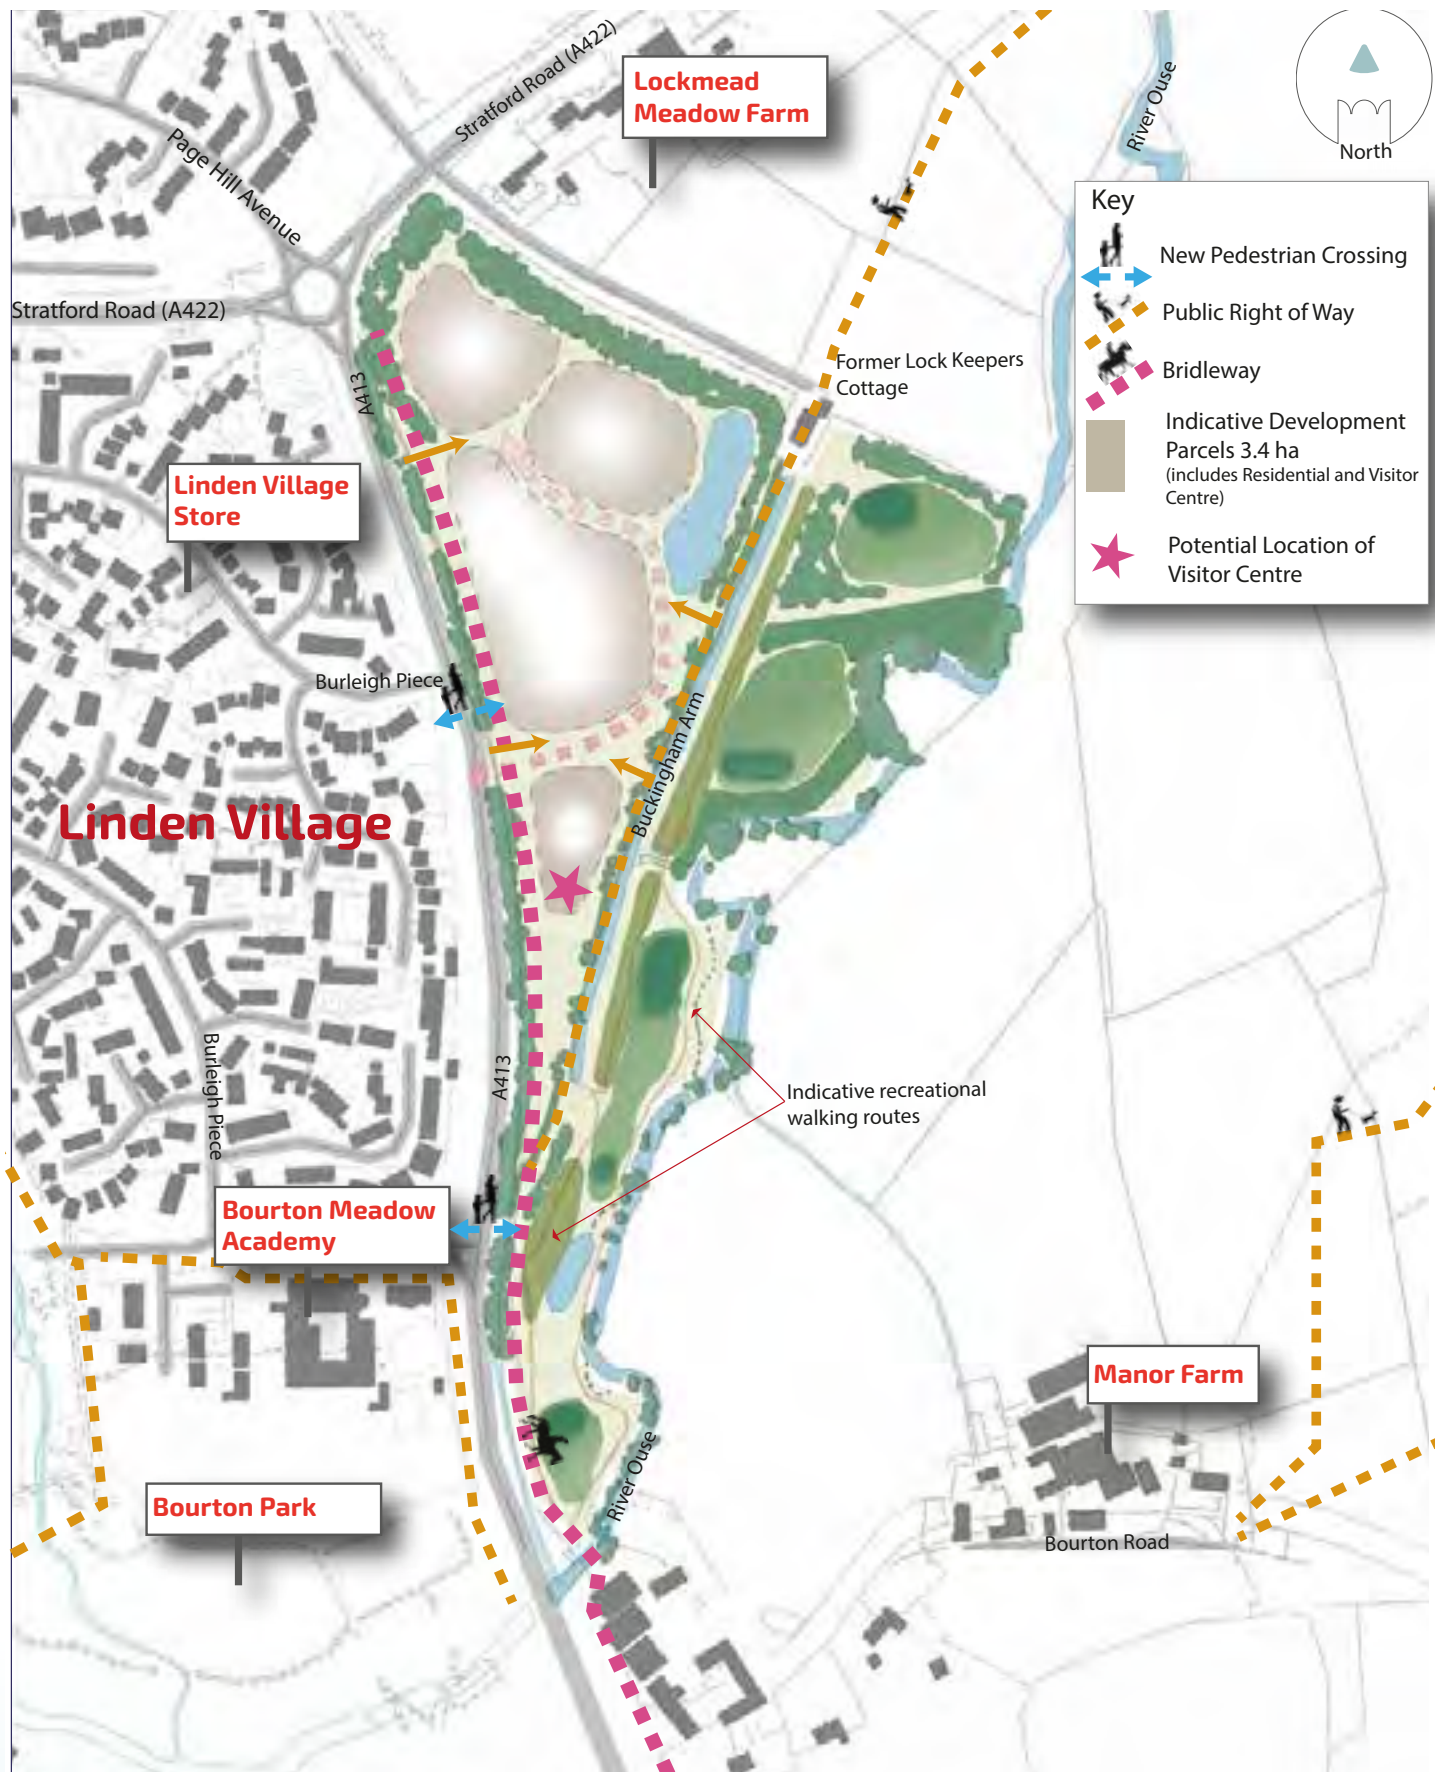 Stratford Road (A422)
Lockmead
Meadow Farm
River Ouse
North
Page Hill Avenue
Key
New Pedestrian Crossing
Public Right of Way
Bridleway
Indicative Development
Parcels 3.4 ha
(includes Residential and Visitor
Centre)
Potential Location of
Visitor Centre
Stratford Road (A422)
A413
Former Lock Keepers
Cottage
Linden Village
Store
Burleigh Piece
Buckingham Arm
Linden Village
Burleigh Piece
A413
Indicative recreational
walking routes
Bourton Meadow
Academy
Manor Farm
Bourton Park
River Ouse
Bourton Road